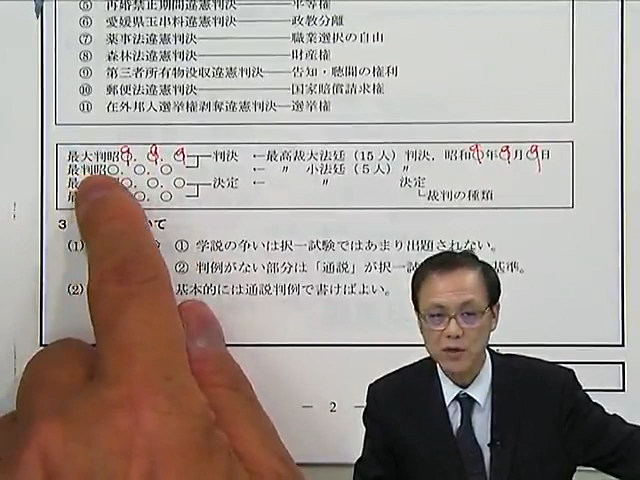 ⑤ 再婚禁止期間違憲判決――平等権
⑥ 愛媛県玉串料違憲判決――政教分離
⑦ 薬事法違憲判決――職業選択の自由
⑧ 森林法違憲判決――財産権
⑨ 第三者所有物没収違憲判決――告知・聴聞の権利
⑩ 郵便法違憲判決――国家賠償請求権
⑪ 在外邦人選挙権剥奪違憲判決――選挙権
最大判昭9. 9. 9 判決 ←最高裁大法廷(15人)判決, 昭和9年9月9日
最判昭○. ○. ○ ← 〃 小法廷(5人) 〃
○. ○ 決定 ← 〃 決定
○. ○ 裁判の種類
3 いて
(1) ① 学説の争いは択一試験ではあまり出題されない。
② 判例がない部分は「通説」が択一試 基準。
(2) 基本的には通説判例で書けばよい。
― 2 ―